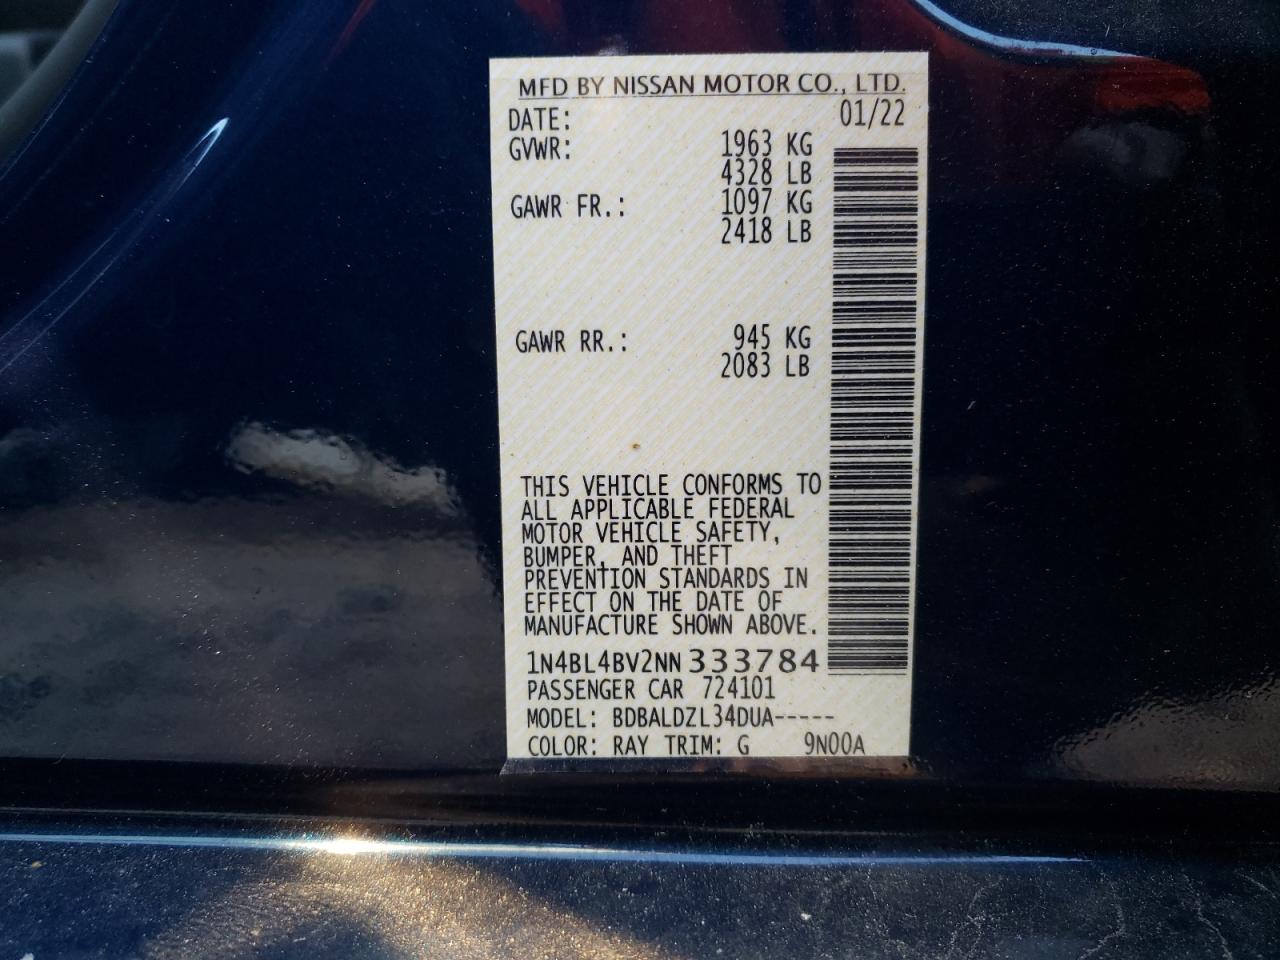 MFD BY NISSAN MOTOR CO., LTD.
DATE: 01/22
GVWR: 1963 KG
4328 LB
GAWR FR.: 1097 KG
2418 LB
GAWR RR.: 945 KG
2083 LB
THIS VEHICLE CONFORMS TO
ALL APPLICABLE FEDERAL
MOTOR VEHICLE SAFETY,
BUMPER, AND THEFT
PREVENTION STANDARDS IN
EFFECT ON THE DATE OF
MANUFACTURE SHOWN ABOVE.
1N4BL4BV2NN333784
PASSENGER CAR 724101
MODEL: BDBALDZL34DUA-----
COLOR: RAY TRIM: G 9N00A